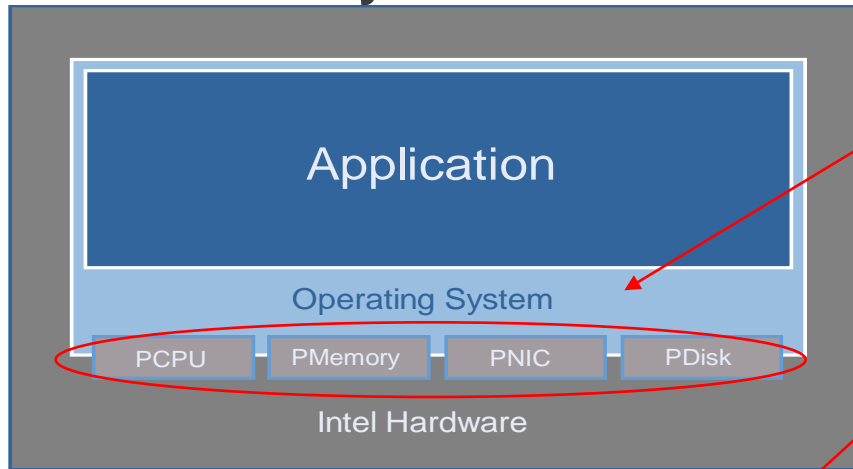 Application
Operating System
PCPU PMemory PNIC PDisk
Intel Hardware